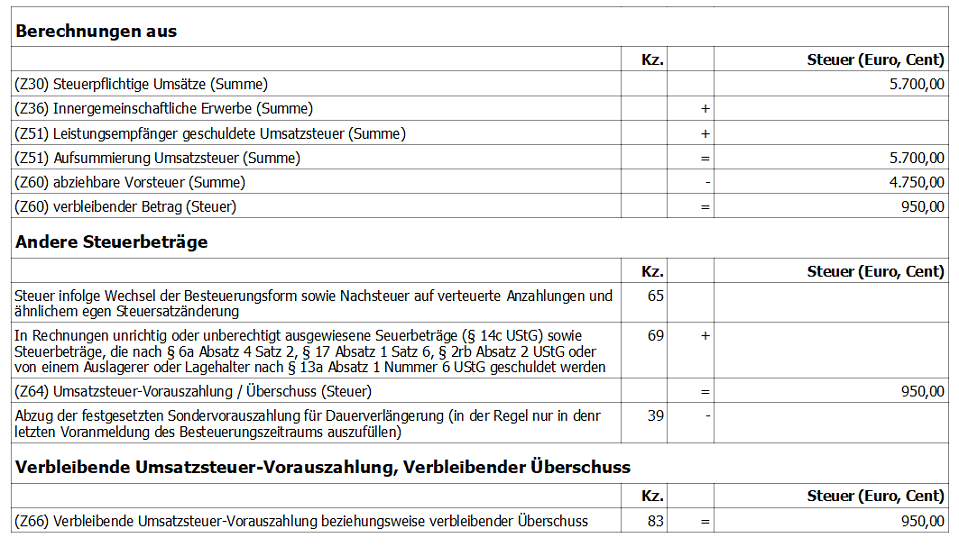 Berechnungen aus
Kz. Steuer (Euro, Cent)
(Z30) Steuerpflichtige Umsätze (Summe) 5.700,00
(Z36) Innergemeinschaftliche Erwerbe (Summe) +
(Z51) Leistungsempfänger geschuldete Umsatzsteuer (Summe) +
(Z51) Aufsummierung Umsatzsteuer (Summe) = 5.700,00
(Z60) abziehbare Vorsteuer (Summe) - 4.750,00
(Z60) verbleibender Betrag (Steuer) = 950,00
Andere Steuerbeträge
Kz. Steuer (Euro, Cent)
Steuer infolge Wechsel der Besteuerungsform sowie Nachsteuer auf verteuerte Anzahlungen und 65
ähnlichem egen Steuersatzänderung
In Rechnungen unrichtig oder unberechtigt ausgewiesene Seuerbeträge (§ 14c UStG) sowie 69 +
Steuerbeträge, die nach § 6a Absatz 4 Satz 2, § 17 Absatz 1 Satz 6, § 2rb Absatz 2 UStG oder
von einem Auslagerer oder Lagehalter nach § 13a Absatz 1 Nummer 6 UStG geschuldet werden
(Z64) Umsatzsteuer-Vorauszahlung / Überschuss (Steuer) = 950,00
Abzug der festgesetzten Sondervorauszahlung für Dauerverlängerung (in der Regel nur in denr 39 -
letzten Voranmeldung des Besteuerungszeitraums auszufüllen)
Verbleibende Umsatzsteuer-Vorauszahlung, Verbleibender Überschuss
Kz. Steuer (Euro, Cent)
(Z66) Verbleibende Umsatzsteuer-Vorauszahlung beziehungsweise verbleibender Überschuss 83 = 950,00